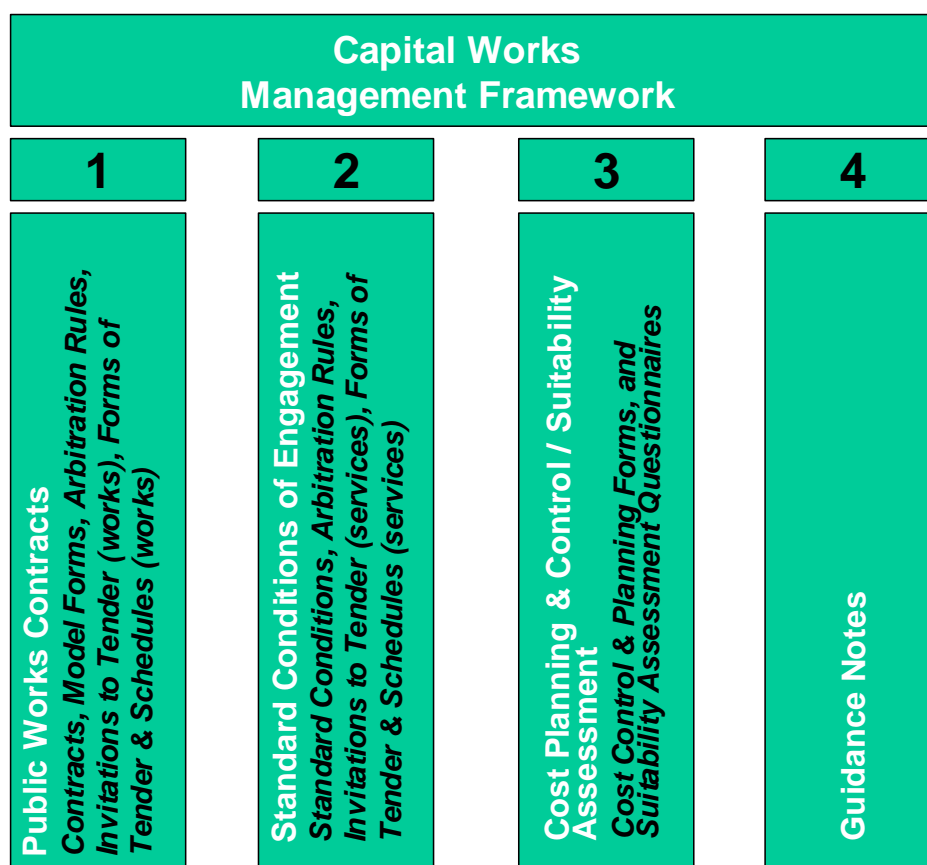 Capital Works
Management Framework
1
2
3
4
Public Works Contracts
Contracts, Model Forms, Arbitration Rules,
Invitations to Tender (works), Forms of
Tender & Schedules (works)
Standard Conditions of Engagement
Standard Conditions, Arbitration Rules,
Invitations to Tender (services), Forms of
Tender & Schedules (services)
Cost Planning & Control / Suitability
Assessment
Cost Control & Planning Forms, and
Suitability Assessment Questionnaires
Guidance Notes